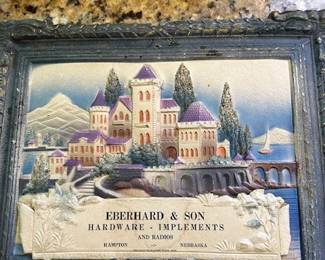 EBERHARD & SON
HARDWARE - IMPLEMENTS
AND RADIOS
HAMPTON NEBRASKA